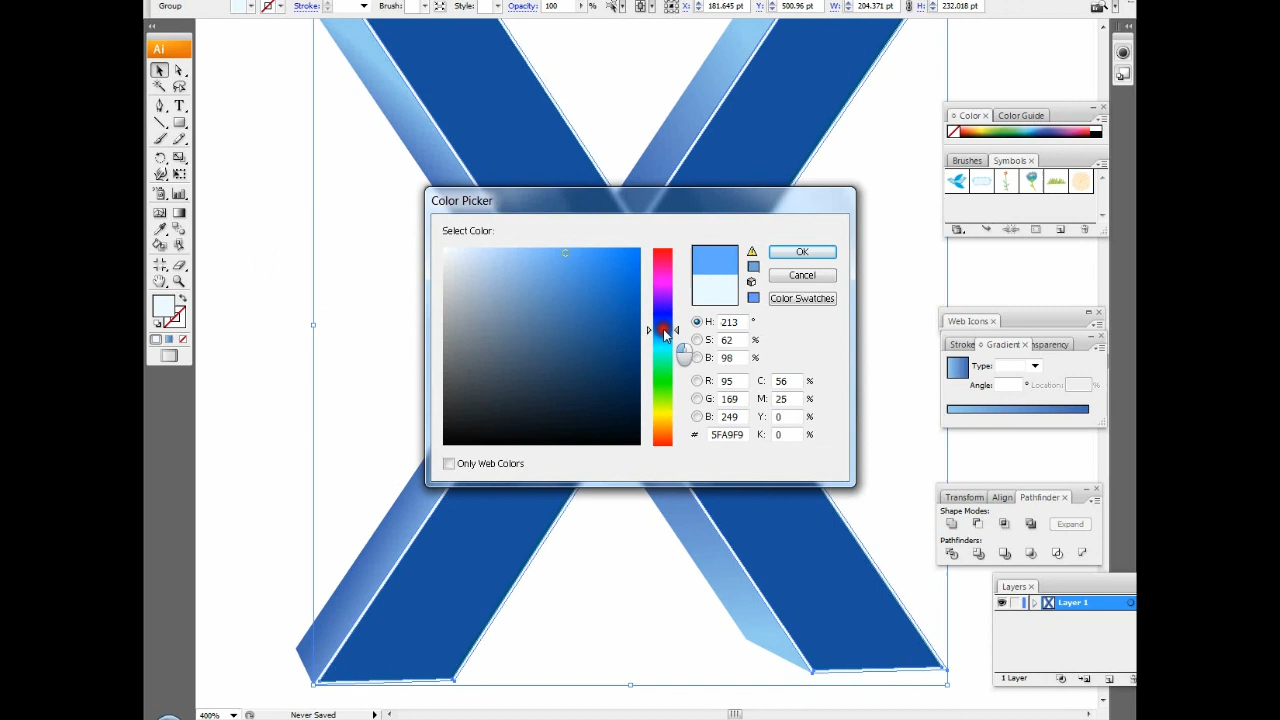 Group Stroke: Brush: Style: Opacity: 100 % X: 181.645 pt Y: 500.96 pt W: 204.371 pt H: 232.018 pt
Ai
Color Color Guide
Brushes Symbols
Color Picker
Select Color:
OK
Cancel
Color Swatches
H: 213 °
S: 62 %
B: 98 %
R: 95 C: 56 %
G: 169 M: 25 %
B: 249 Y: 0 %
# 5FA9F9 K: 0 %
Only Web Colors
Web Icons
Stroke Gradient nsparency
Type:
Angle: ° Location: %
Transform Align Pathfinder
Shape Modes:
Expand
Pathfinders:
Layers
Layer 1
1 Layer
400% Never Saved